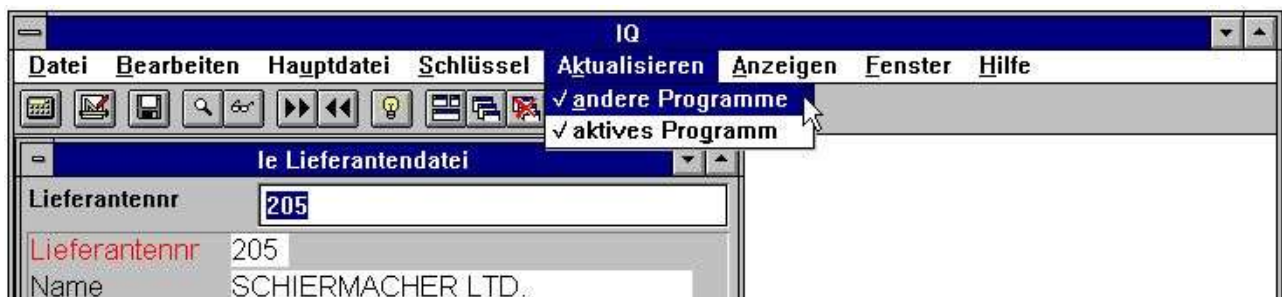 IQ
Datei Bearbeiten Hauptdatei Schlüssel Aktualisieren Anzeigen Fenster Hilfe
√ andere Programme
√ aktives Programm
le Lieferantendatei
Lieferantennr 205
Lieferantennr 205
Name SCHIERMACHER LTD.